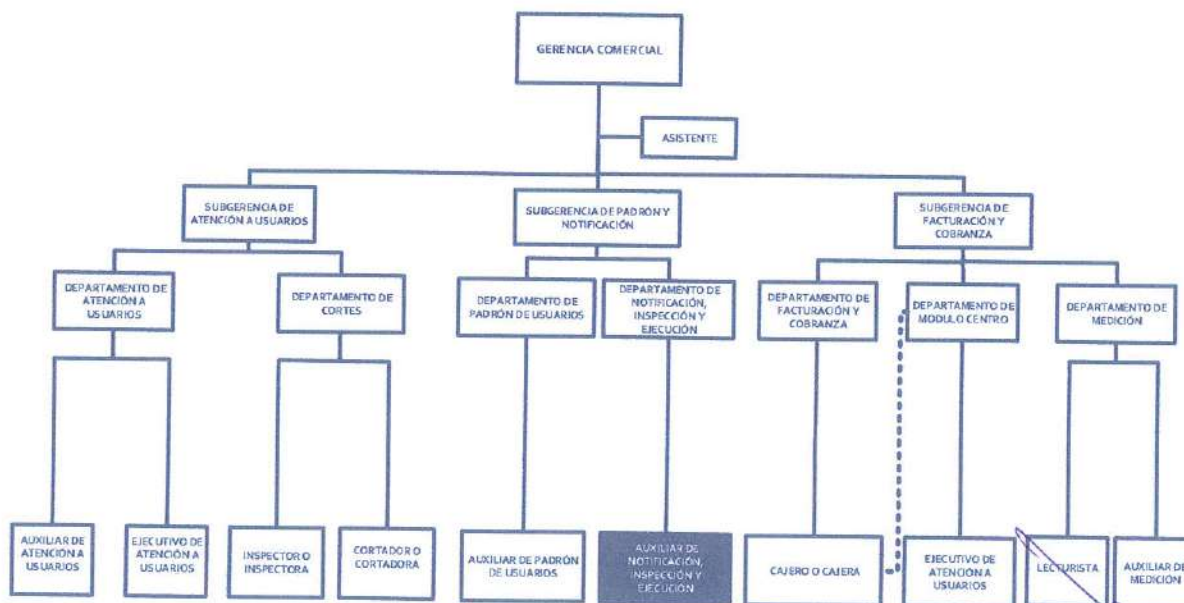 GERENCIA COMERCIAL
ASISTENTE
SUBGERENCIA DE
ATENCIÓN A USUARIOS
SUBGERENCIA DE PADRÓN Y
NOTIFICACIÓN
SUBGERENCIA DE
FACTURACIÓN Y
COBRANZA
DEPARTAMENTO DE
ATENCIÓN A
USUARIOS
DEPARTAMENTO DE
CORTES
DEPARTAMENTO DE
PADRÓN DE USUARIOS
DEPARTAMENTO DE
NOTIFICACIÓN,
INSPECCIÓN Y
EJECUCIÓN
DEPARTAMENTO DE
FACTURACIÓN Y
COBRANZA
DEPARTAMENTO DE
MODULO CENTRO
DEPARTAMENTO DE
MEDICIÓN
AUXILIAR DE
ATENCIÓN A
USUARIOS
EJECUTIVO DE
ATENCIÓN A
USUARIOS
INSPECTOR O
INSPECTORA
CORTADOR O
CORTADORA
AUXILIAR DE PADRÓN
DE USUARIOS
AUXILIAR DE
NOTIFICACIÓN,
INSPECCIÓN Y
EJECUCIÓN
CAJERO O CAJERA
EJECUTIVO DE
ATENCIÓN A
USUARIOS
LECTURISTA
AUXILIAR DE
MEDICIÓN